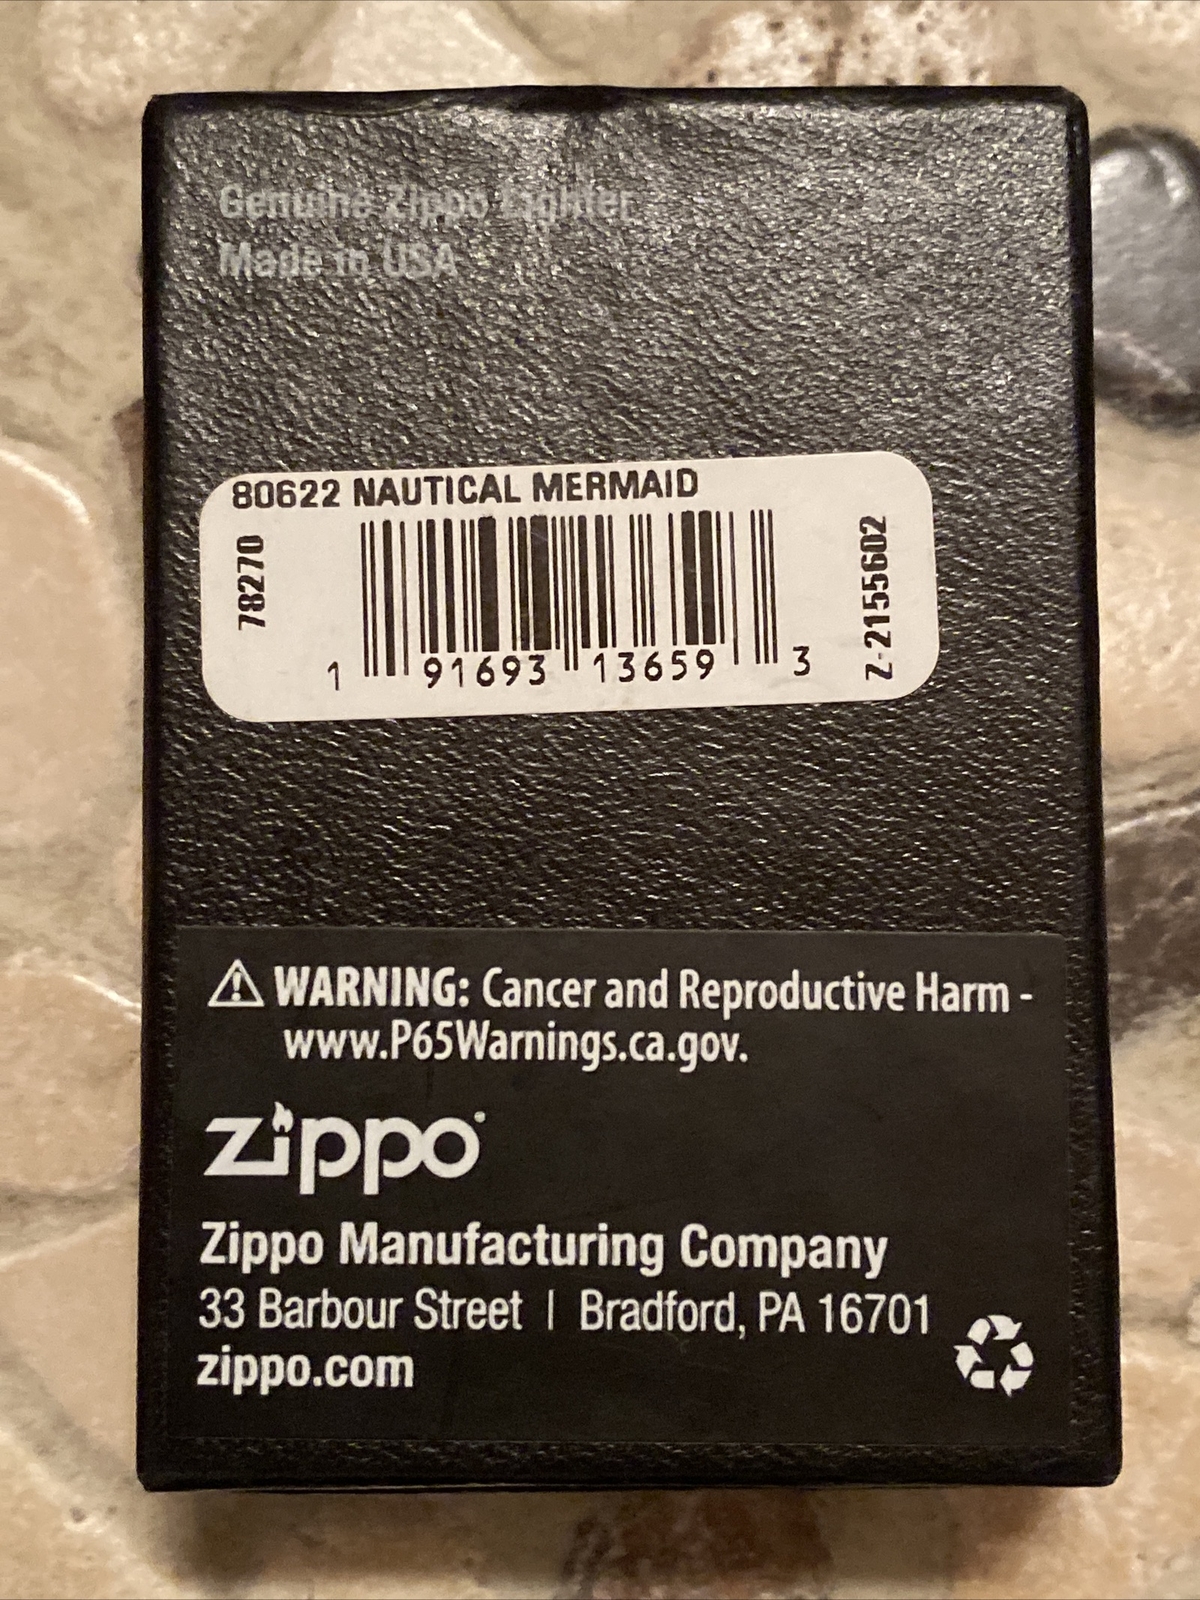 Genuine Zippo Lighter
Made in USA
80622 NAUTICAL MERMAID
78270
1 91693 13659 3
Z-2155602
WARNING: Cancer and Reproductive Harm -
www.P65Warnings.ca.gov.
zippo
Zippo Manufacturing Company
33 Barbour Street | Bradford, PA 16701
zippo.com